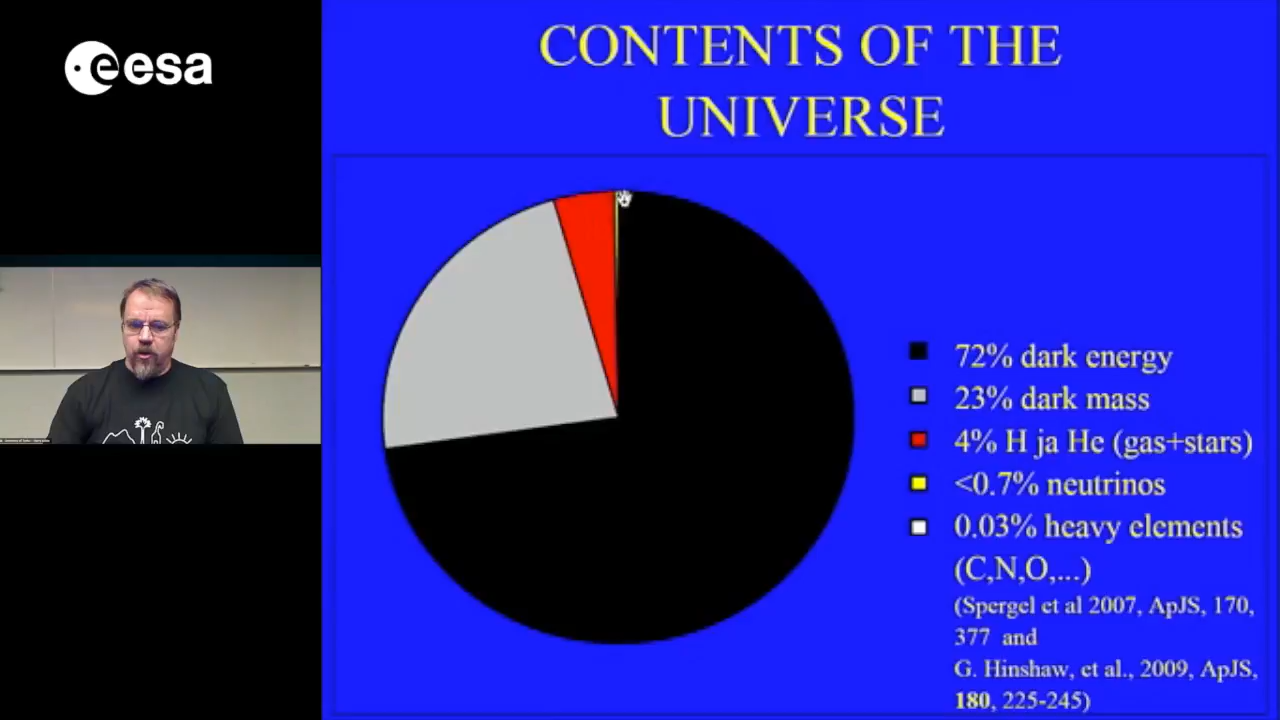 esa
CONTENTS OF THE
UNIVERSE
72% dark energy
23% dark mass
4% H ja He (gas+stars)
<0.7% neutrinos
0.03% heavy elements
(C,N,O,...)
(Spergel et al 2007, ApJS, 170,
377 and
G. Hinshaw, et al., 2009, ApJS,
180, 225-245)